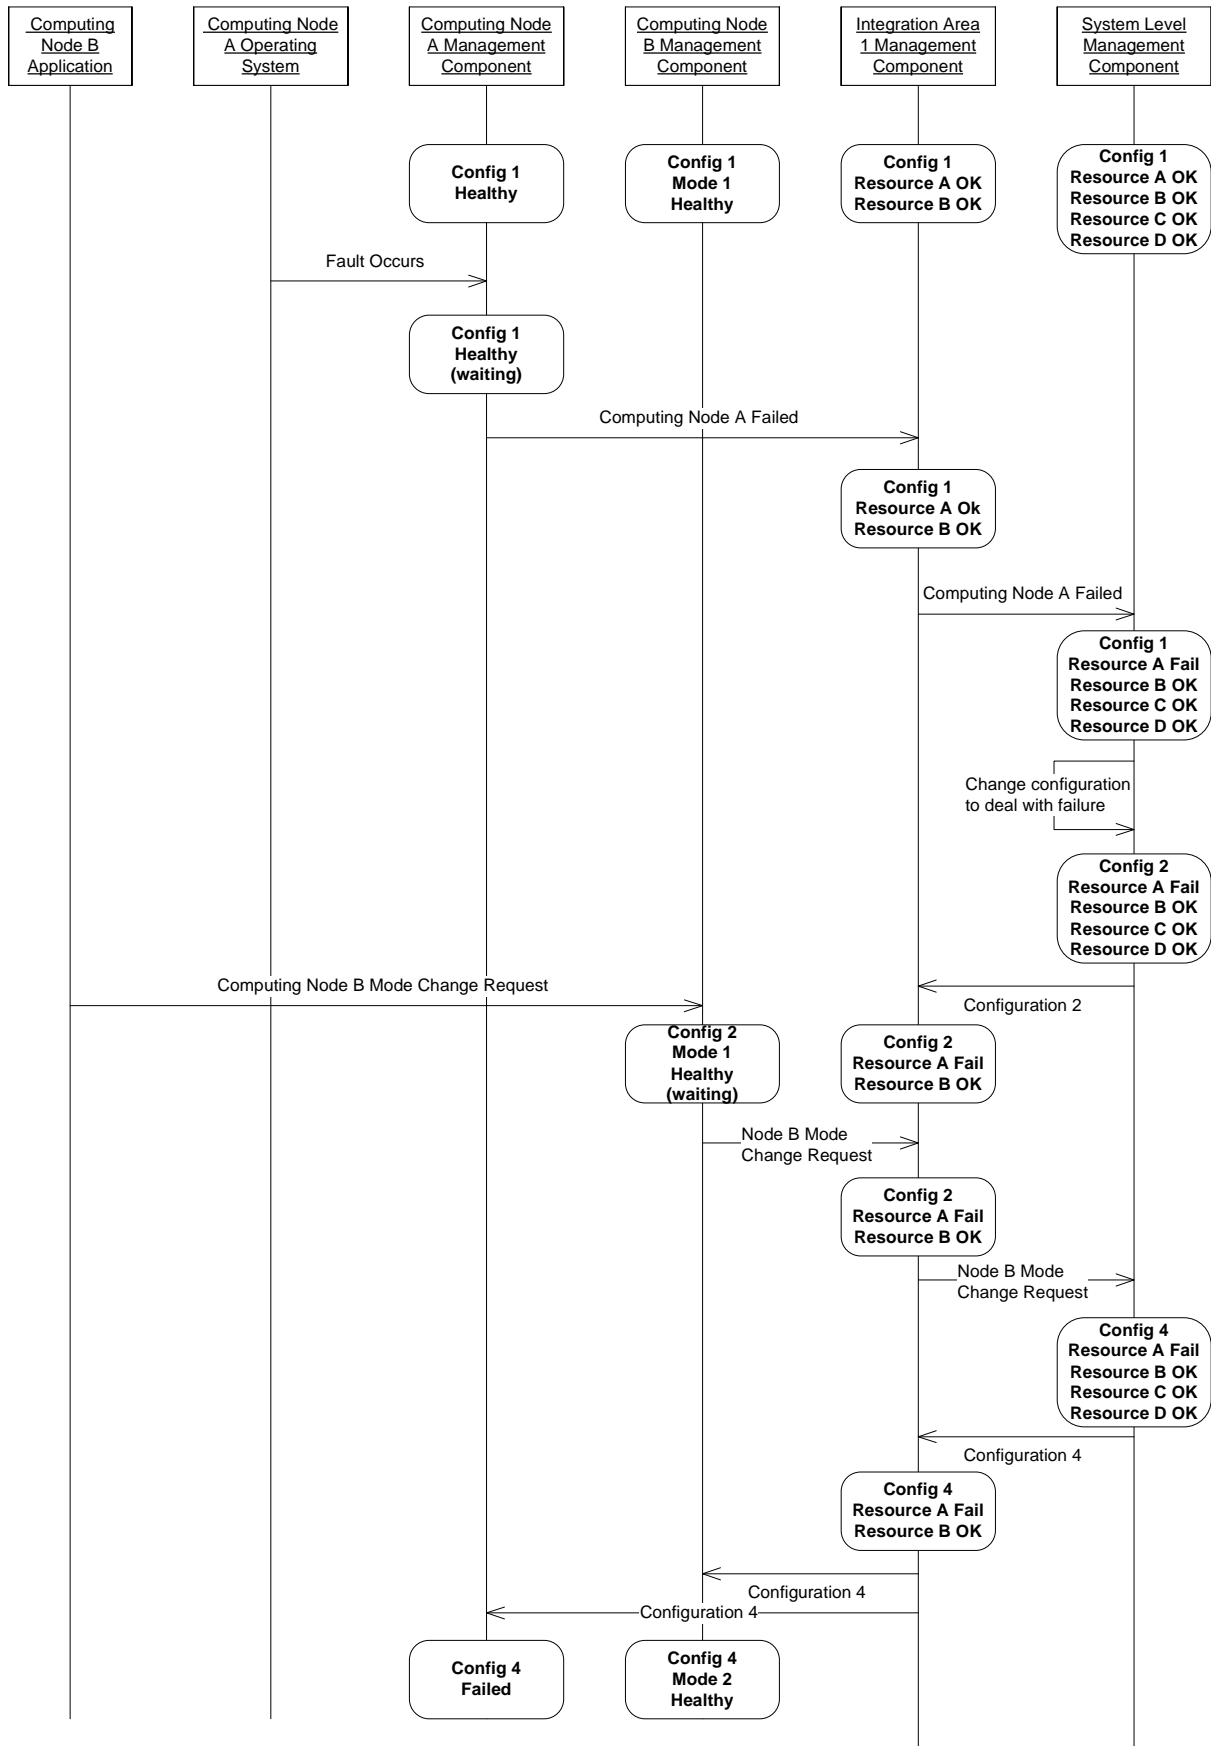 Computing
Node B
Application
Computing Node
A Operating
System
Computing Node
A Management
Component
Computing Node
B Management
Component
Integration Area
1 Management
Component
System Level
Management
Component
Config 1
Healthy
Config 1
Mode 1
Healthy
Config 1
Resource A OK
Resource B OK
Config 1
Resource A OK
Resource B OK
Resource C OK
Resource D OK
Fault Occurs
Config 1
Healthy
(waiting)
Computing Node A Failed
Config 1
Resource A Ok
Resource B OK
Computing Node A Failed
Config 1
Resource A Fail
Resource B OK
Resource C OK
Resource D OK
Change configuration
to deal with failure
Config 2
Resource A Fail
Resource B OK
Resource C OK
Resource D OK
Computing Node B Mode Change Request
Configuration 2
Config 2
Mode 1
Healthy
(waiting)
Config 2
Resource A Fail
Resource B OK
Node B Mode
Change Request
Config 2
Resource A Fail
Resource B OK
Node B Mode
Change Request
Config 4
Resource A Fail
Resource B OK
Resource C OK
Resource D OK
Configuration 4
Config 4
Resource A Fail
Resource B OK
Configuration 4
Configuration 4
Config 4
Failed
Config 4
Mode 2
Healthy